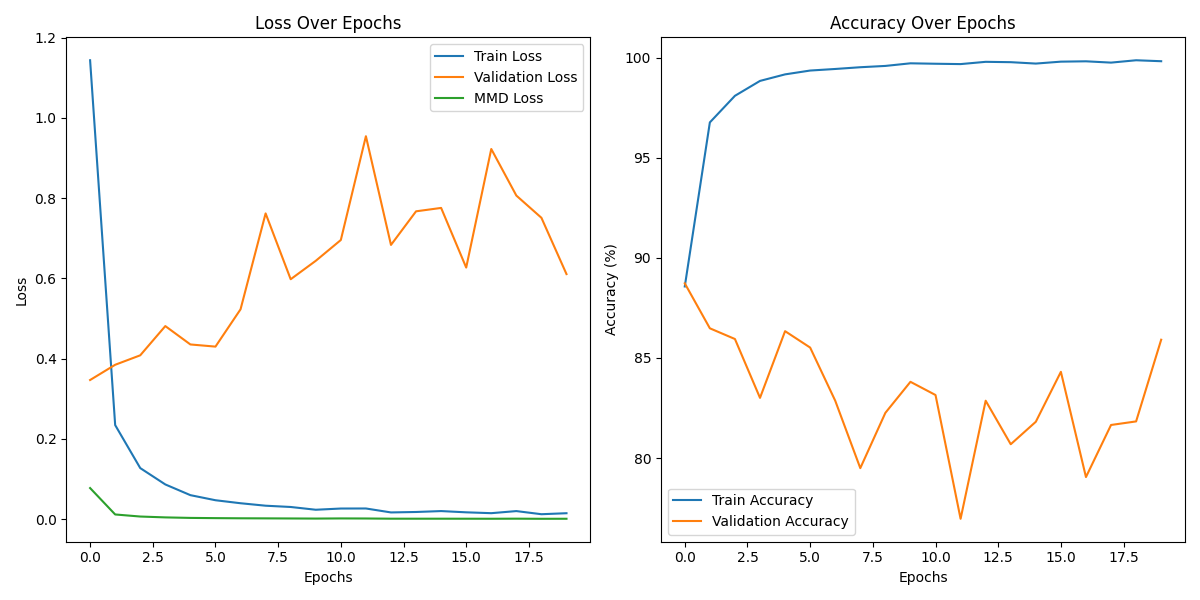 Loss Over Epochs
Train Loss
Validation Loss
MMD Loss
1.2
1.0
0.8
0.6
0.4
0.2
0.0
Loss
0.0 2.5 5.0 7.5 10.0 12.5 15.0 17.5
Epochs
Accuracy Over Epochs
100
95
90
85
80
Accuracy (%)
Train Accuracy
Validation Accuracy
0.0 2.5 5.0 7.5 10.0 12.5 15.0 17.5
Epochs